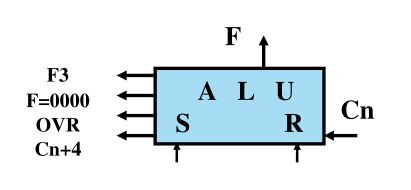 F
F3
F=0000
OVR
Cn+4
A L U
S R
Cn